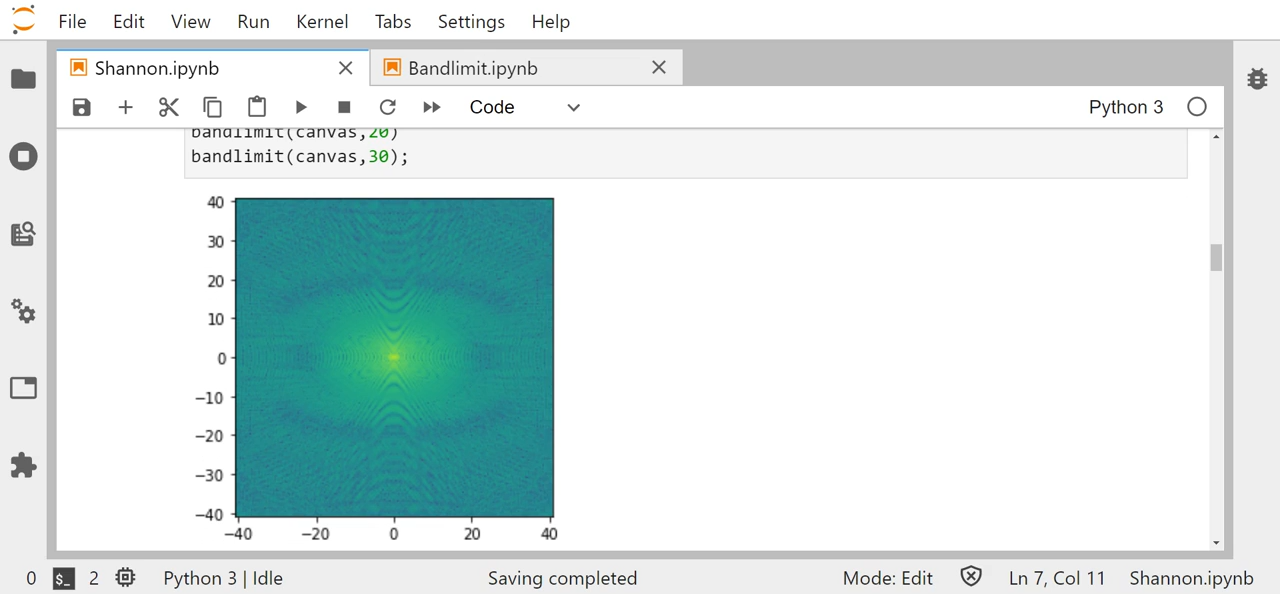 File Edit View Run Kernel Tabs Settings Help
Shannon.ipynb Bandlimit.ipynb
Code Python 3
bandlimit(canvas,20)
bandlimit(canvas,30);
40
30
20
10
0
−10
−20
−30
−40
−40 −20 0 20 40
0 $_ 2 Python 3 | Idle Saving completed Mode: Edit Ln 7, Col 11 Shannon.ipynb